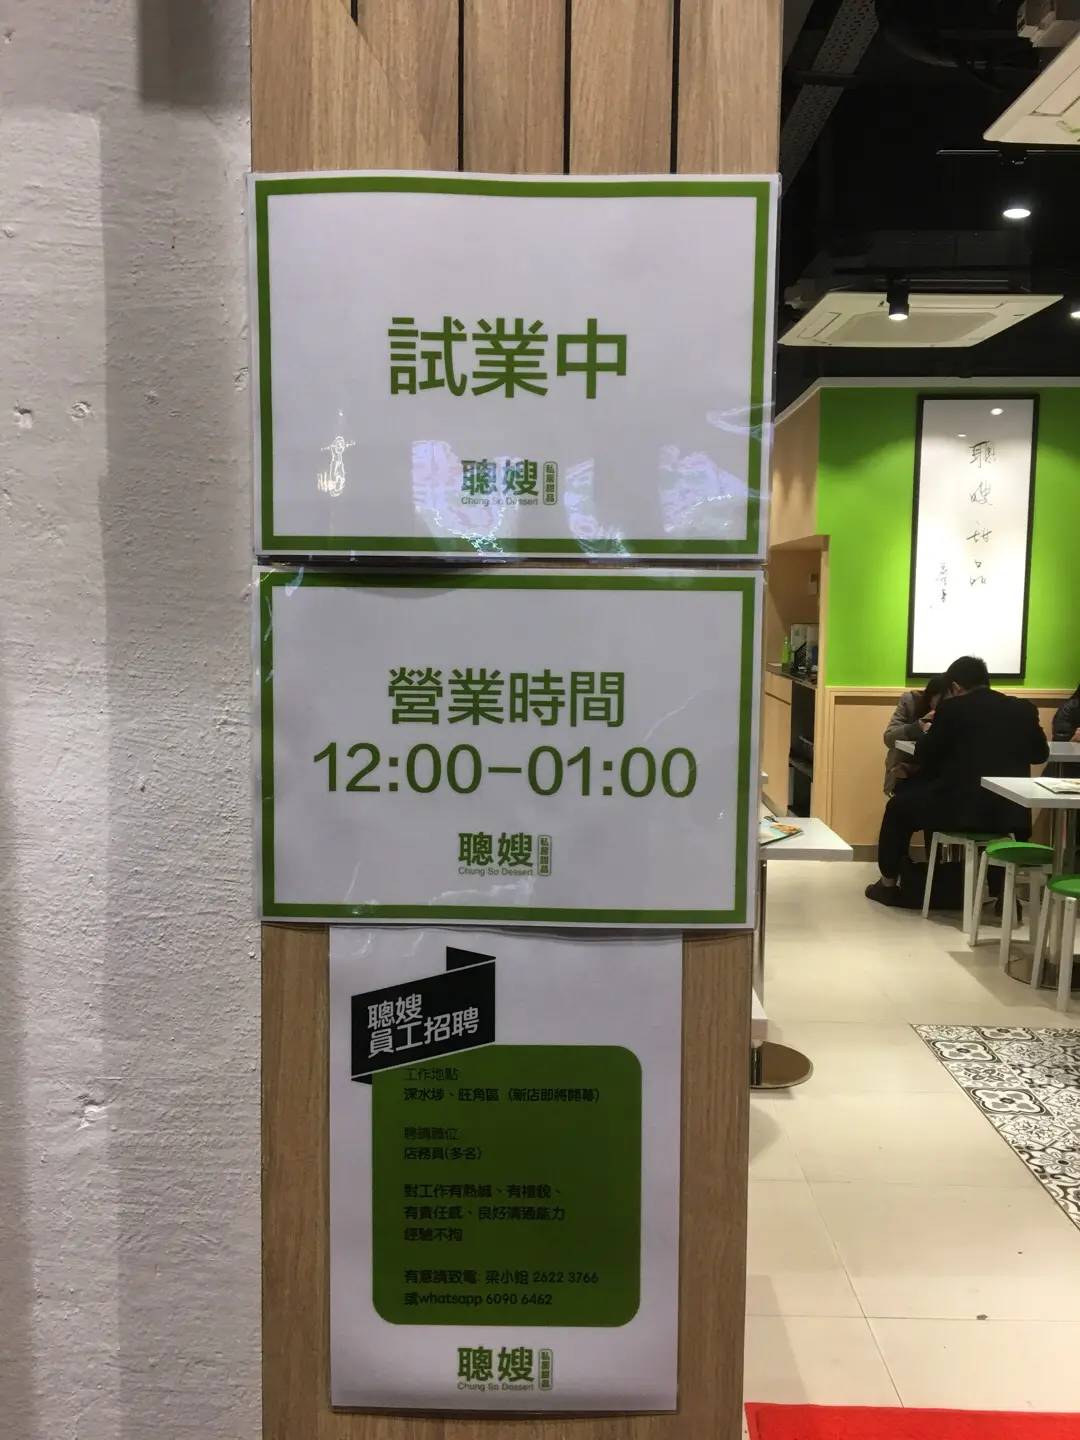 試業中
聰嫂 私房甜品
Chung So Dessert
營業時間
12:00-01:00
聰嫂 私房甜品
Chung So Dessert
聰嫂
員工招聘
工作地點
深水埗、旺角區（新店即將開幕）
聘請職位
店務員(多名)
對工作有熱誠、有禮貌、
有責任感、良好溝通能力
經驗不拘
有意請致電: 梁小姐 2622 3766
或whatsapp 6090 6462
聰嫂 私房甜品
Chung So Dessert
聰嫂甜品